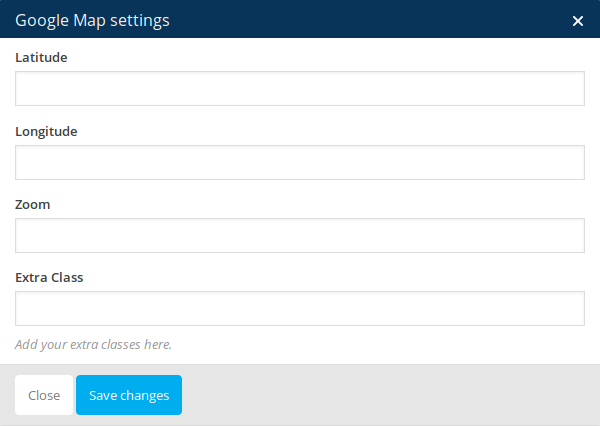 Google Map settings
Latitude
Longitude
Zoom
Extra Class
Add your extra classes here.
Close
Save changes